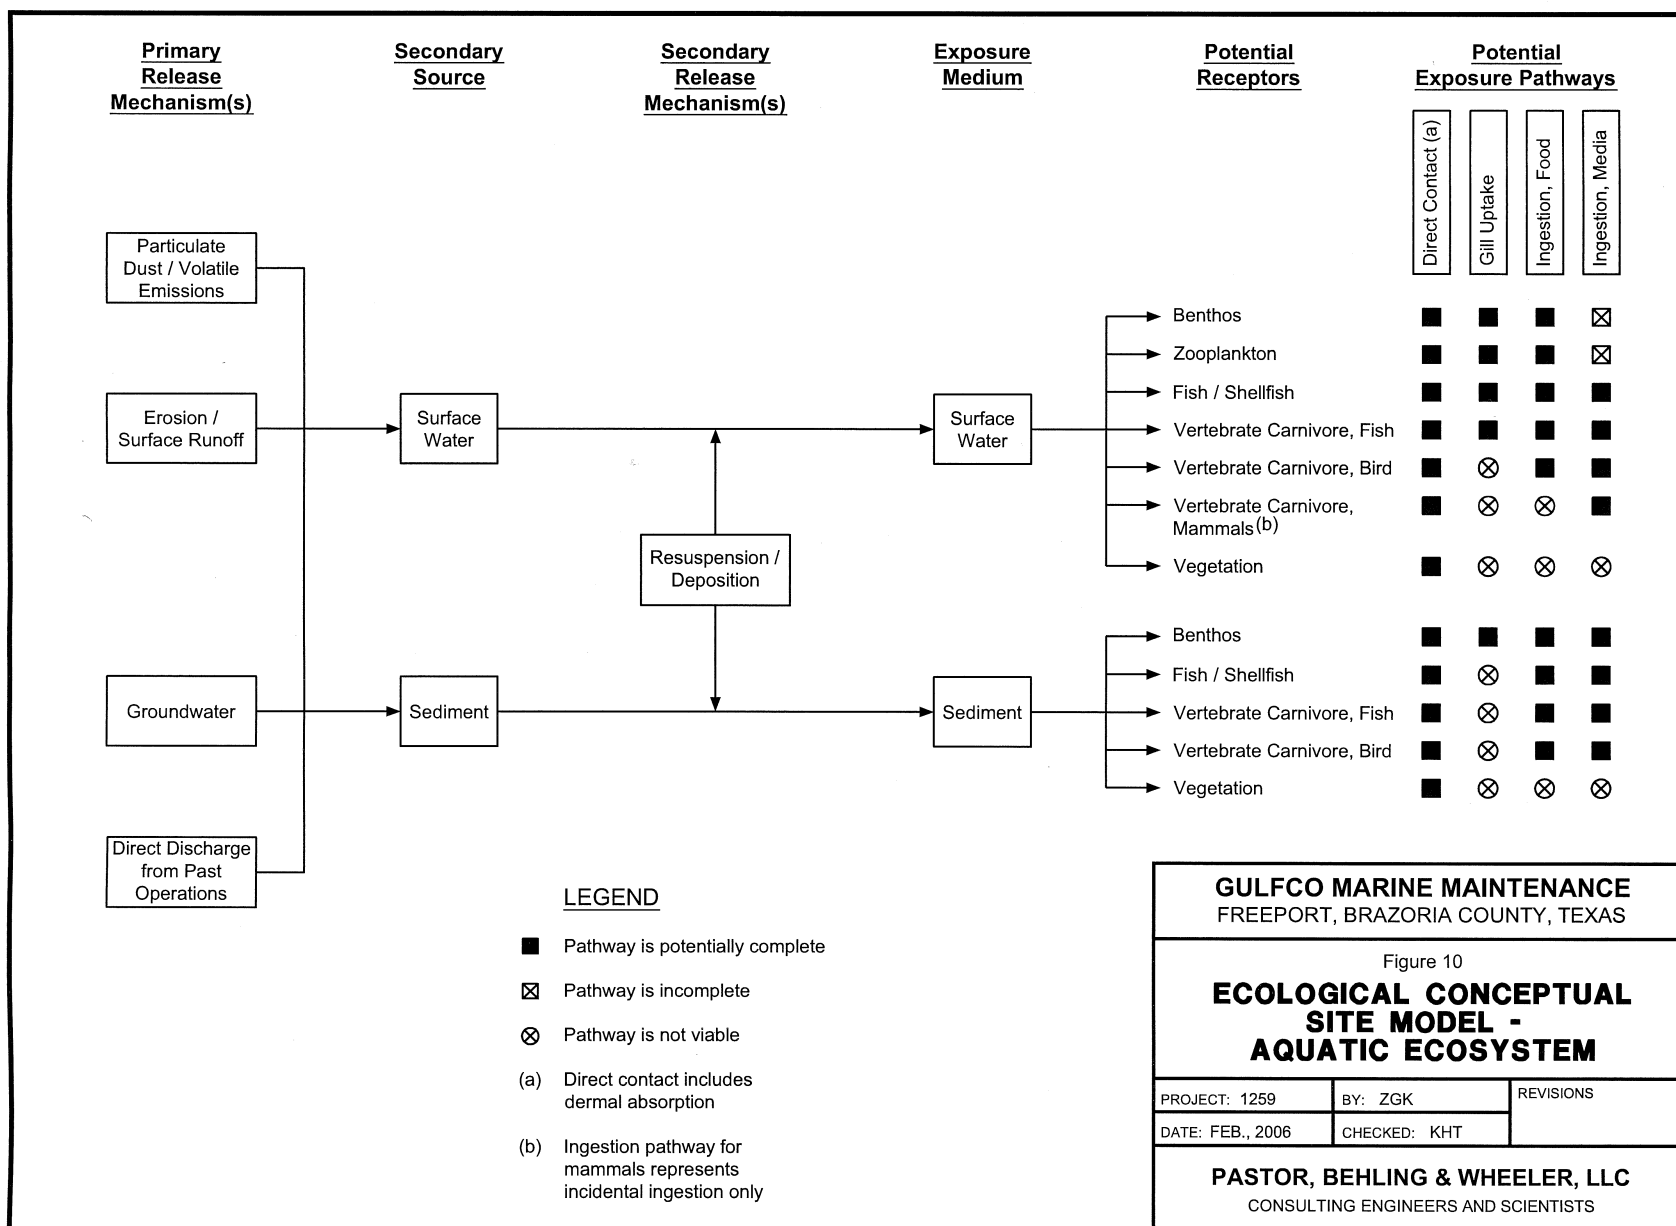 Primary
Release
Mechanism(s)
Secondary
Source
Secondary
Release
Mechanism(s)
Exposure
Medium
Potential
Receptors
Potential
Exposure Pathways
Direct Contact (a)
Gill Uptake
Ingestion, Food
Ingestion, Media
Particulate
Dust / Volatile
Emissions
Erosion /
Surface Runoff
Groundwater
Direct Discharge
from Past
Operations
Surface
Water
Sediment
Resuspension /
Deposition
Surface
Water
Sediment
Benthos
Zooplankton
Fish / Shellfish
Vertebrate Carnivore, Fish
Vertebrate Carnivore, Bird
Vertebrate Carnivore,
Mammals(b)
Vegetation
Benthos
Fish / Shellfish
Vertebrate Carnivore, Fish
Vertebrate Carnivore, Bird
Vegetation
LEGEND
Pathway is potentially complete
Pathway is incomplete
Pathway is not viable
(a) Direct contact includes
dermal absorption
(b) Ingestion pathway for
mammals represents
incidental ingestion only
GULFCO MARINE MAINTENANCE
FREEPORT, BRAZORIA COUNTY, TEXAS
Figure 10
ECOLOGICAL CONCEPTUAL
SITE MODEL -
AQUATIC ECOSYSTEM
PROJECT: 1259
BY: ZGK
REVISIONS
DATE: FEB., 2006
CHECKED: KHT
PASTOR, BEHLING & WHEELER, LLC
CONSULTING ENGINEERS AND SCIENTISTS